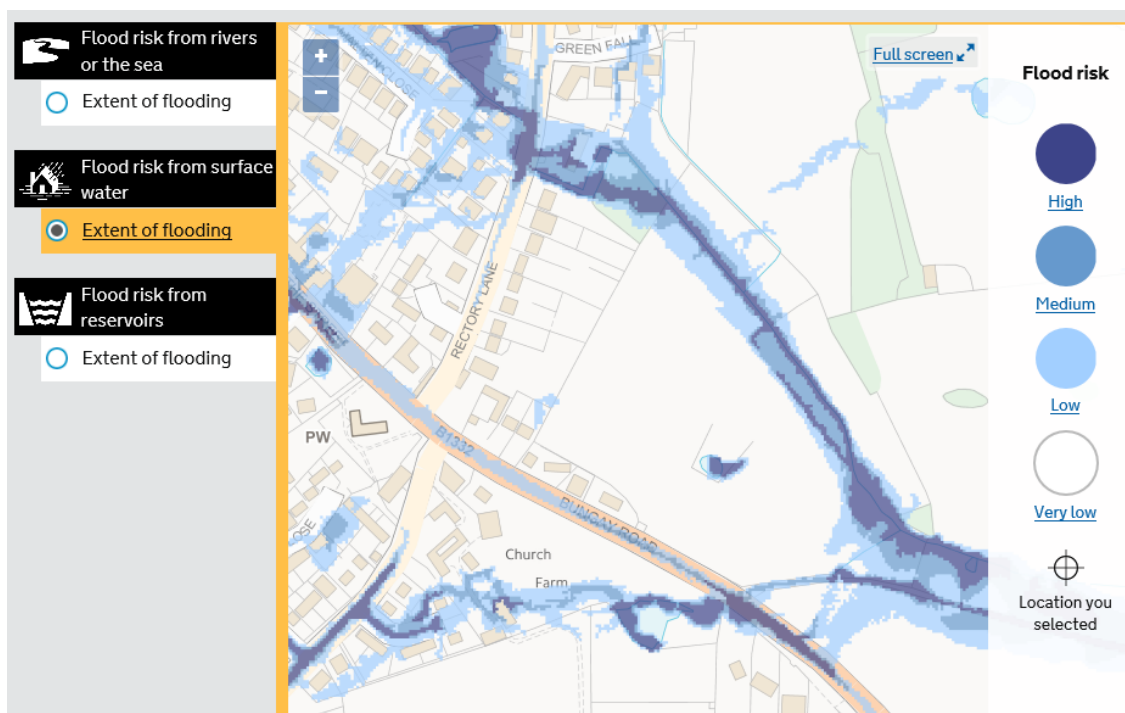 Flood risk from rivers
or the sea
Extent of flooding
Flood risk from surface
water
Extent of flooding
Flood risk from
reservoirs
Extent of flooding
+
−
GREEN FALL
CLOSE
RECTORY LANE
PW
B1332
BUNGAY ROAD
Church
Farm
Full screen
Flood risk
High
Medium
Low
Very low
Location you
selected